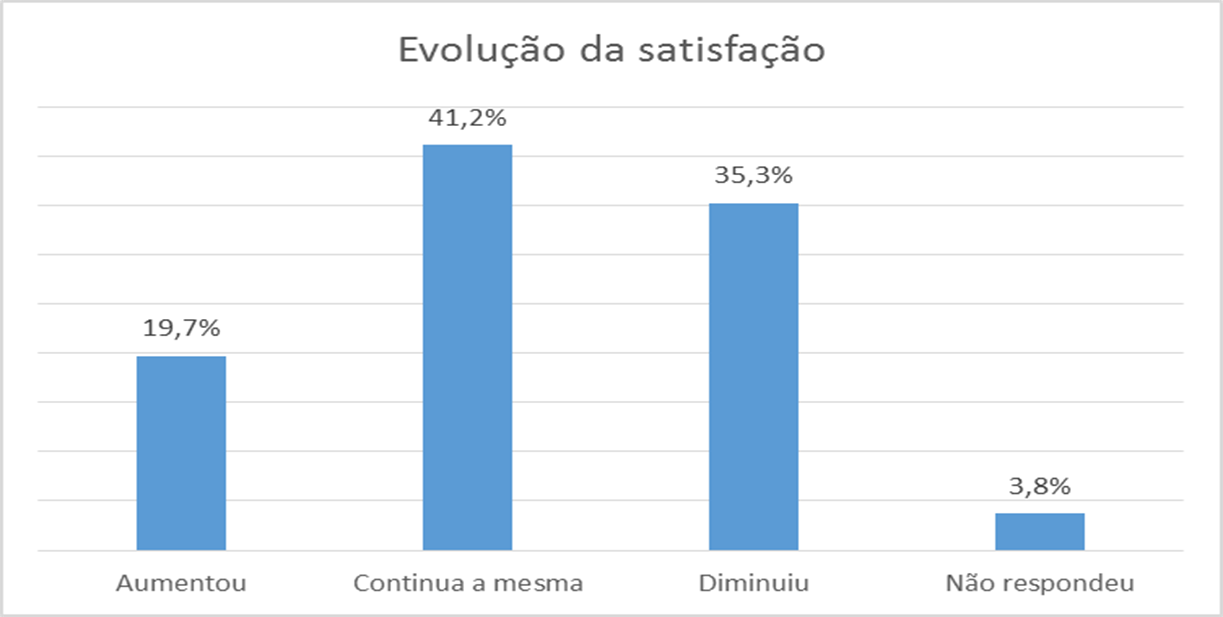 Evolução da satisfação
41,2%
35,3%
19,7%
3,8%
Aumentou
Continua a mesma
Diminuiu
Não respondeu